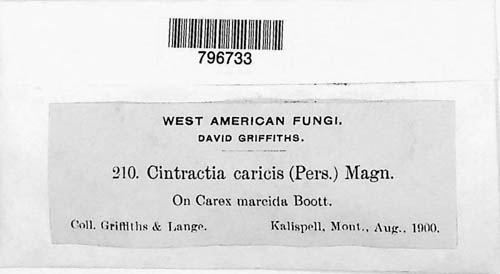 796733
WEST AMERICAN FUNGI.
DAVID GRIFFITHS.
210. Cintractia caricis (Pers.) Magn.
On Carex marcida Boott.
Coll. Griffiths & Lange. Kalispell, Mont., Aug., 1900.